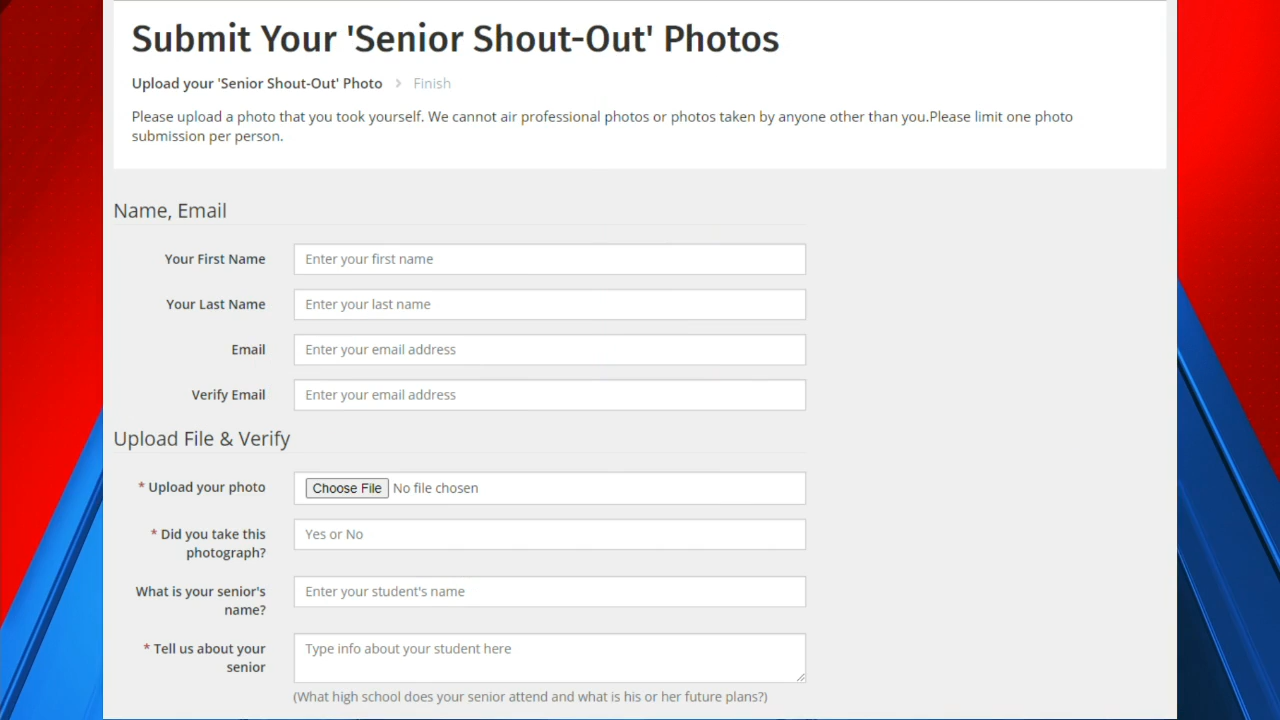 Submit Your 'Senior Shout-Out' Photos
Upload your 'Senior Shout-Out' Photo > Finish
Please upload a photo that you took yourself. We cannot air professional photos or photos taken by anyone other than you.Please limit one photo
submission per person.
Name, Email
Your First Name Enter your first name
Your Last Name Enter your last name
Email Enter your email address
Verify Email Enter your email address
Upload File & Verify
* Upload your photo Choose File No file chosen
* Did you take this
photograph?
Yes or No
What is your senior's
name?
Enter your student's name
* Tell us about your
senior
Type info about your student here
(What high school does your senior attend and what is his or her future plans?)